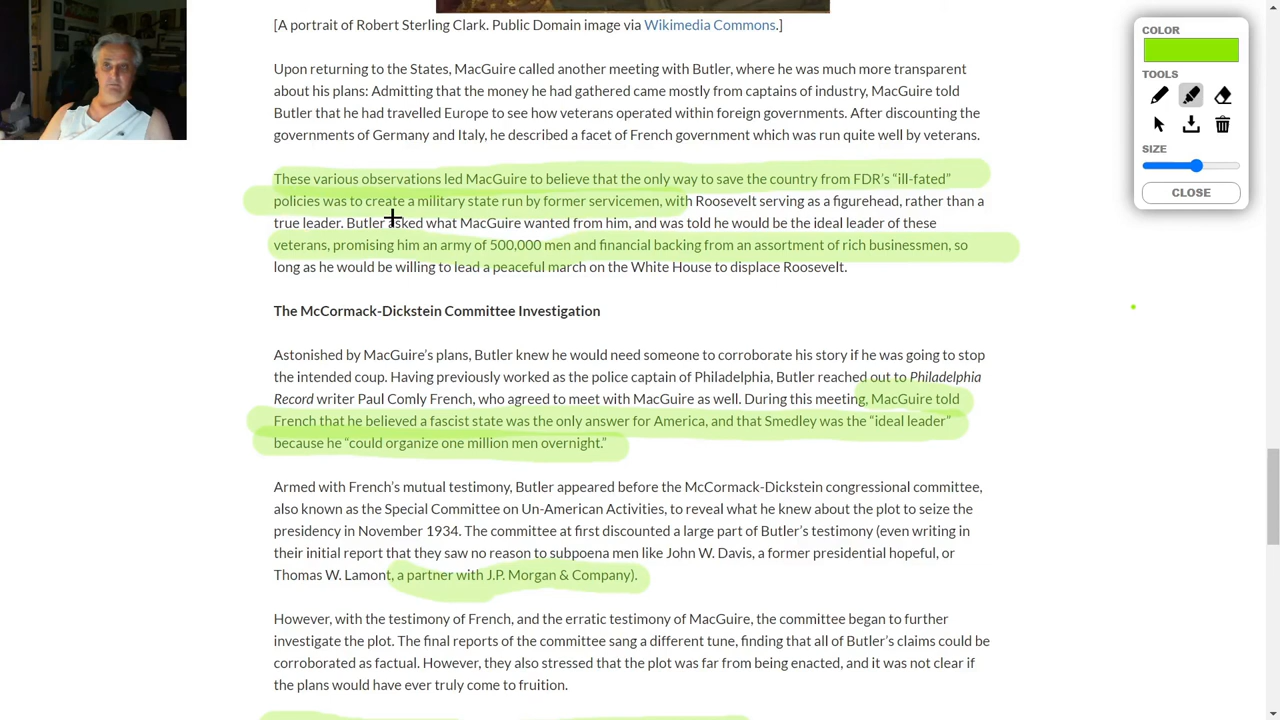 [A portrait of Robert Sterling Clark. Public Domain image via Wikimedia Commons.]
Upon returning to the States, MacGuire called another meeting with Butler, where he was much more transparent
about his plans: Admitting that the money he had gathered came mostly from captains of industry, MacGuire told
Butler that he had travelled Europe to see how veterans operated within foreign governments. After discounting the
governments of Germany and Italy, he described a facet of French government which was run quite well by veterans.
These various observations led MacGuire to believe that the only way to save the country from FDR’s “ill-fated”
policies was to create a military state run by former servicemen, with Roosevelt serving as a figurehead, rather than a
true leader. Butler asked what MacGuire wanted from him, and was told he would be the ideal leader of these
veterans, promising him an army of 500,000 men and financial backing from an assortment of rich businessmen, so
long as he would be willing to lead a peaceful march on the White House to displace Roosevelt.
The McCormack-Dickstein Committee Investigation
Astonished by MacGuire’s plans, Butler knew he would need someone to corroborate his story if he was going to stop
the intended coup. Having previously worked as the police captain of Philadelphia, Butler reached out to Philadelphia
Record writer Paul Comly French, who agreed to meet with MacGuire as well. During this meeting, MacGuire told
French that he believed a fascist state was the only answer for America, and that Smedley was the “ideal leader”
because he “could organize one million men overnight.”
Armed with French’s mutual testimony, Butler appeared before the McCormack-Dickstein congressional committee,
also known as the Special Committee on Un-American Activities, to reveal what he knew about the plot to seize the
presidency in November 1934. The committee at first discounted a large part of Butler’s testimony (even writing in
their initial report that they saw no reason to subpoena men like John W. Davis, a former presidential hopeful, or
Thomas W. Lamont, a partner with J.P. Morgan & Company).
However, with the testimony of French, and the erratic testimony of MacGuire, the committee began to further
investigate the plot. The final reports of the committee sang a different tune, finding that all of Butler’s claims could be
corroborated as factual. However, they also stressed that the plot was far from being enacted, and it was not clear if
the plans would have ever truly come to fruition.
COLOR
TOOLS
SIZE
CLOSE